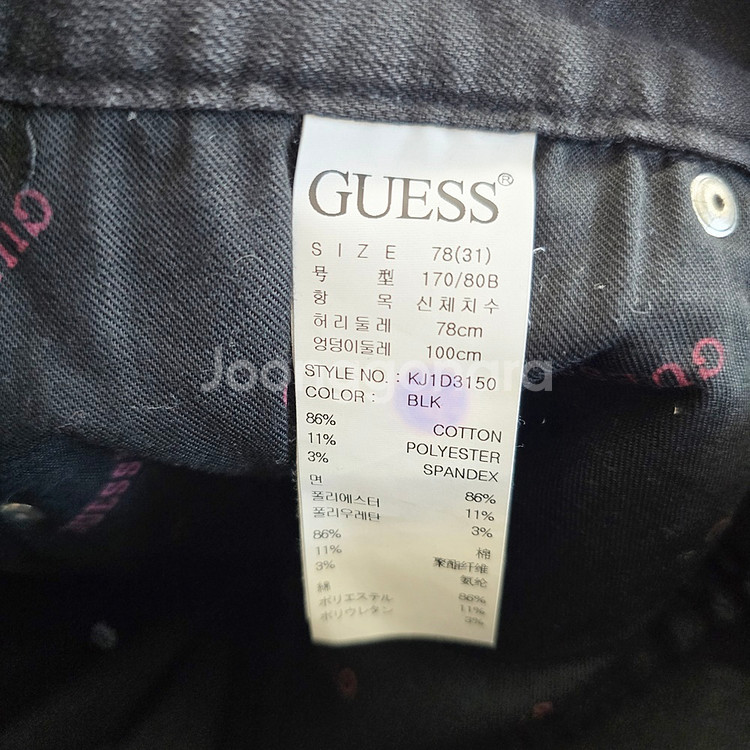 GUESS®
SIZE 78(31)
号型 170/80B
항목 신체치수
허리둘레 78cm
엉덩이둘레 100cm
STYLE NO. : KJ1D3150
COLOR : BLK
86% COTTON
11% POLYESTER
3% SPANDEX
면 86%
폴리에스터 11%
폴리우레탄 3%
86% 棉
11% 聚酯纤维
3% 氨纶
綿 86%
ポリエステル 11%
ポリウレタン 3%
GUESS
Joonggonara